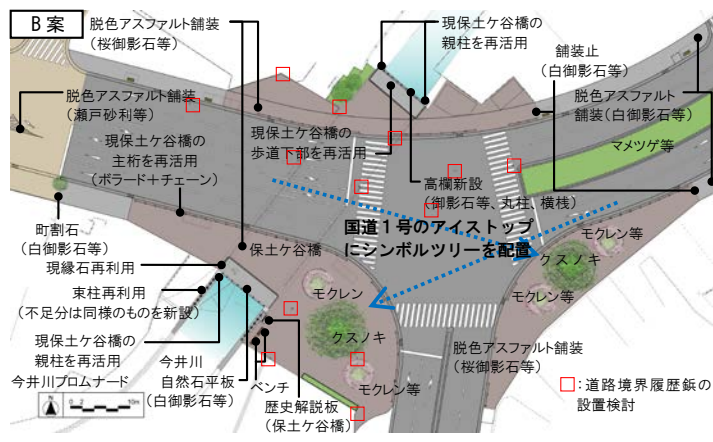 B案
脱色アスファルト舗装
(桜御影石等)
現保土ケ谷橋の
親柱を再活用
舗装止
(白御影石等)
脱色アスファルト舗装
(瀬戸砂利等)
脱色アスファルト
舗装(白御影石等)
現保土ケ谷橋の
主桁を再活用
(ボラード+チェーン)
現保土ケ谷橋の
歩道下部を再活用
マメツゲ等
高欄新設
(御影石等、丸柱、横桟)
町割石
(白御影石等)
国道1号のアイストップ
にシンボルツリーを配置
保土ケ谷橋
現縁石再利用
クスノキ
束柱再利用
(不足分は同様のものを新設)
モクレン
モクレン等
現保土ケ谷橋の
親柱を再活用
クスノキ
今井川プロムナード
今井川
自然石平板
(白御影石等)
ベンチ
歴史解説板
(保土ケ谷橋)
モクレン等
脱色アスファルト舗装
(桜御影石等)
:道路境界履歴鋲の
設置検討
N
0 2 10m